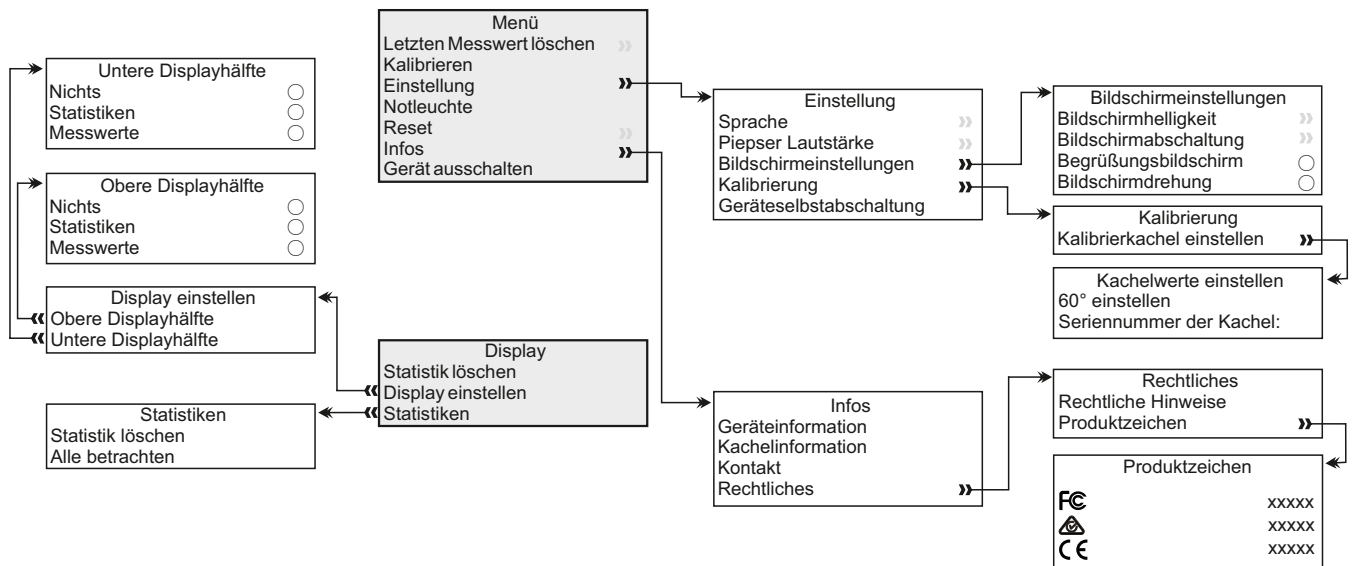 Menü
Letzten Messwert löschen »
Kalibrieren
Einstellung »
Notleuchte
Reset »
Infos »
Gerät ausschalten
Untere Displayhälfte
Nichts
Statistiken
Messwerte
Obere Displayhälfte
Nichts
Statistiken
Messwerte
Display einstellen
« Obere Displayhälfte
« Untere Displayhälfte
Statistiken
Statistik löschen
Alle betrachten
Display
Statistik löschen
« Display einstellen
« Statistiken
Einstellung
Sprache »
Piepser Lautstärke »
Bildschirmeinstellungen »
Kalibrierung »
Geräteselbstabschaltung
Bildschirmeinstellungen
Bildschirmhelligkeit »
Bildschirmabschaltung »
Begrüßungsbildschirm
Bildschirmdrehung
Kalibrierung
Kalibrierkachel einstellen »
Kachelwerte einstellen
60° einstellen
Seriennummer der Kachel:
Infos
Geräteinformation
Kachelinformation
Kontakt
Rechtliches »
Rechtliches
Rechtliche Hinweise
Produktzeichen »
Produktzeichen
FC xxxxx
xxxxx
CE xxxxx